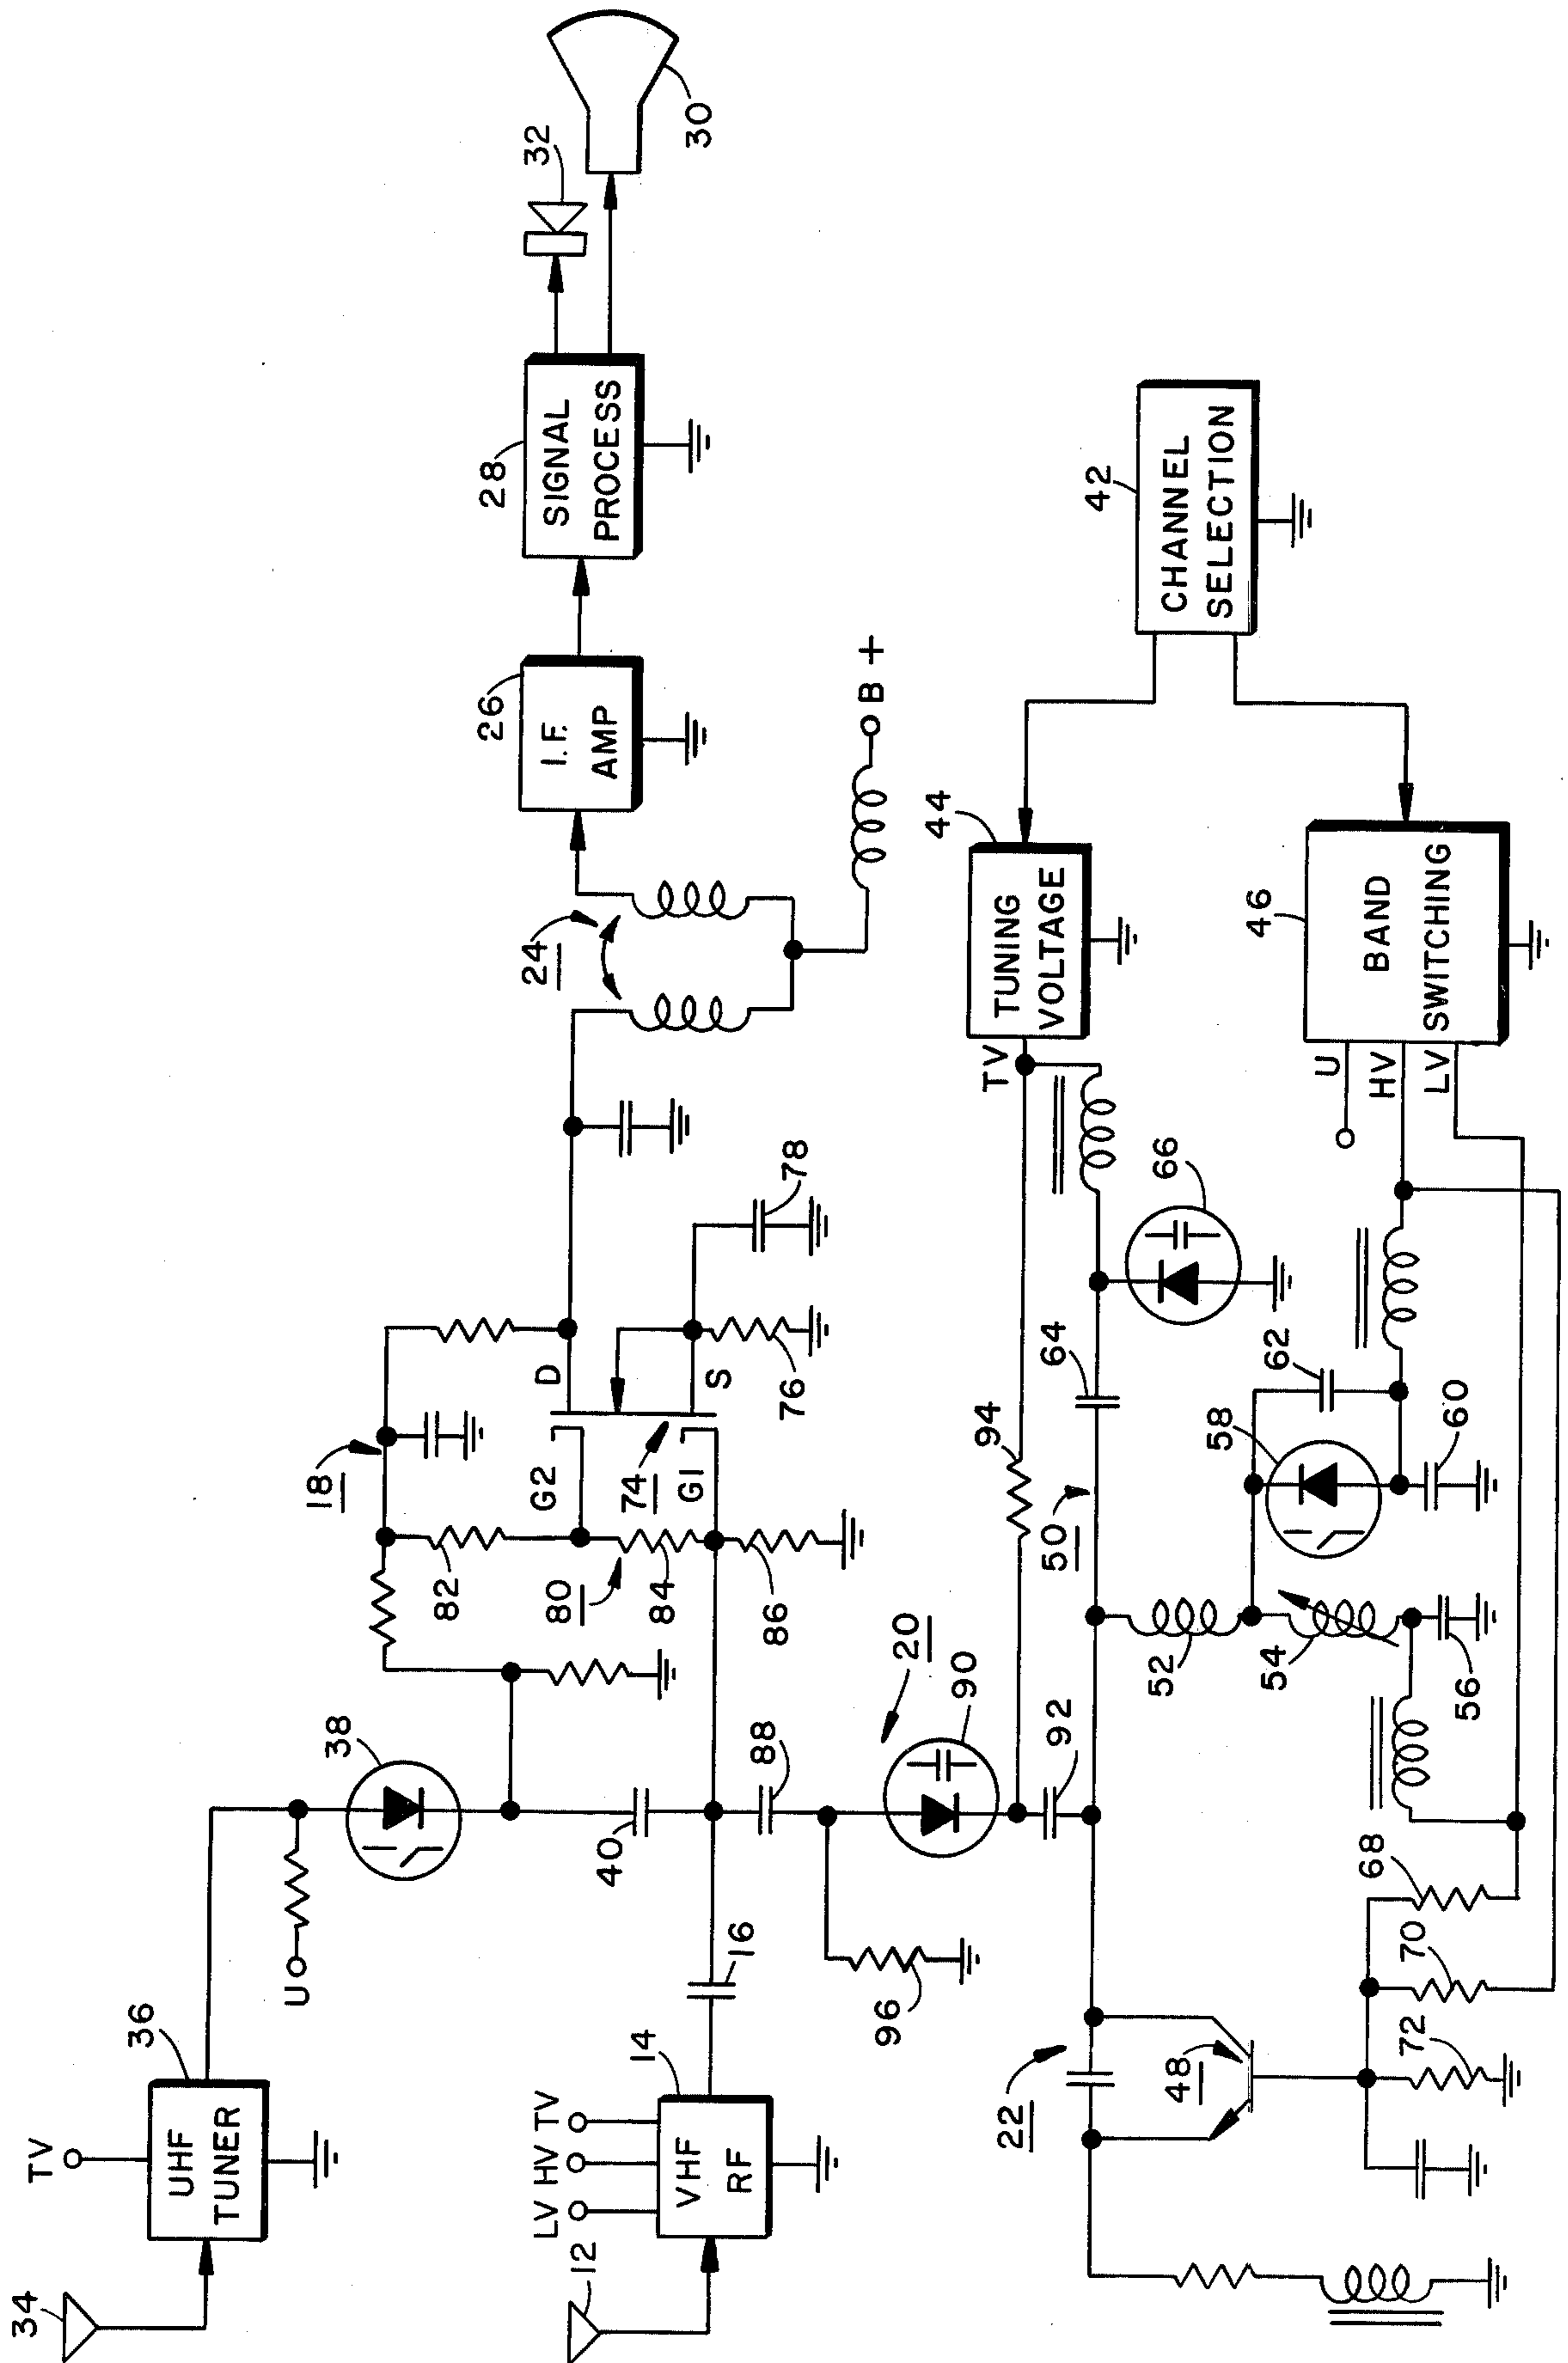 34
TV
UHF
TUNER
36
U
38
40
12
LV
HV
TV
VHF
RF
14
16
18
82
80
84
86
G2
74
G1
D
S
76
78
24
B +
26
I.F.
AMP
28
SIGNAL
PROCESS
32
30
88
20
90
92
96
94
22
48
72
70
68
50
52
54
56
58
60
62
64
66
TV
44
TUNING
VOLTAGE
42
CHANNEL
SELECTION
46
BAND
SWITCHING
U
HV
LV